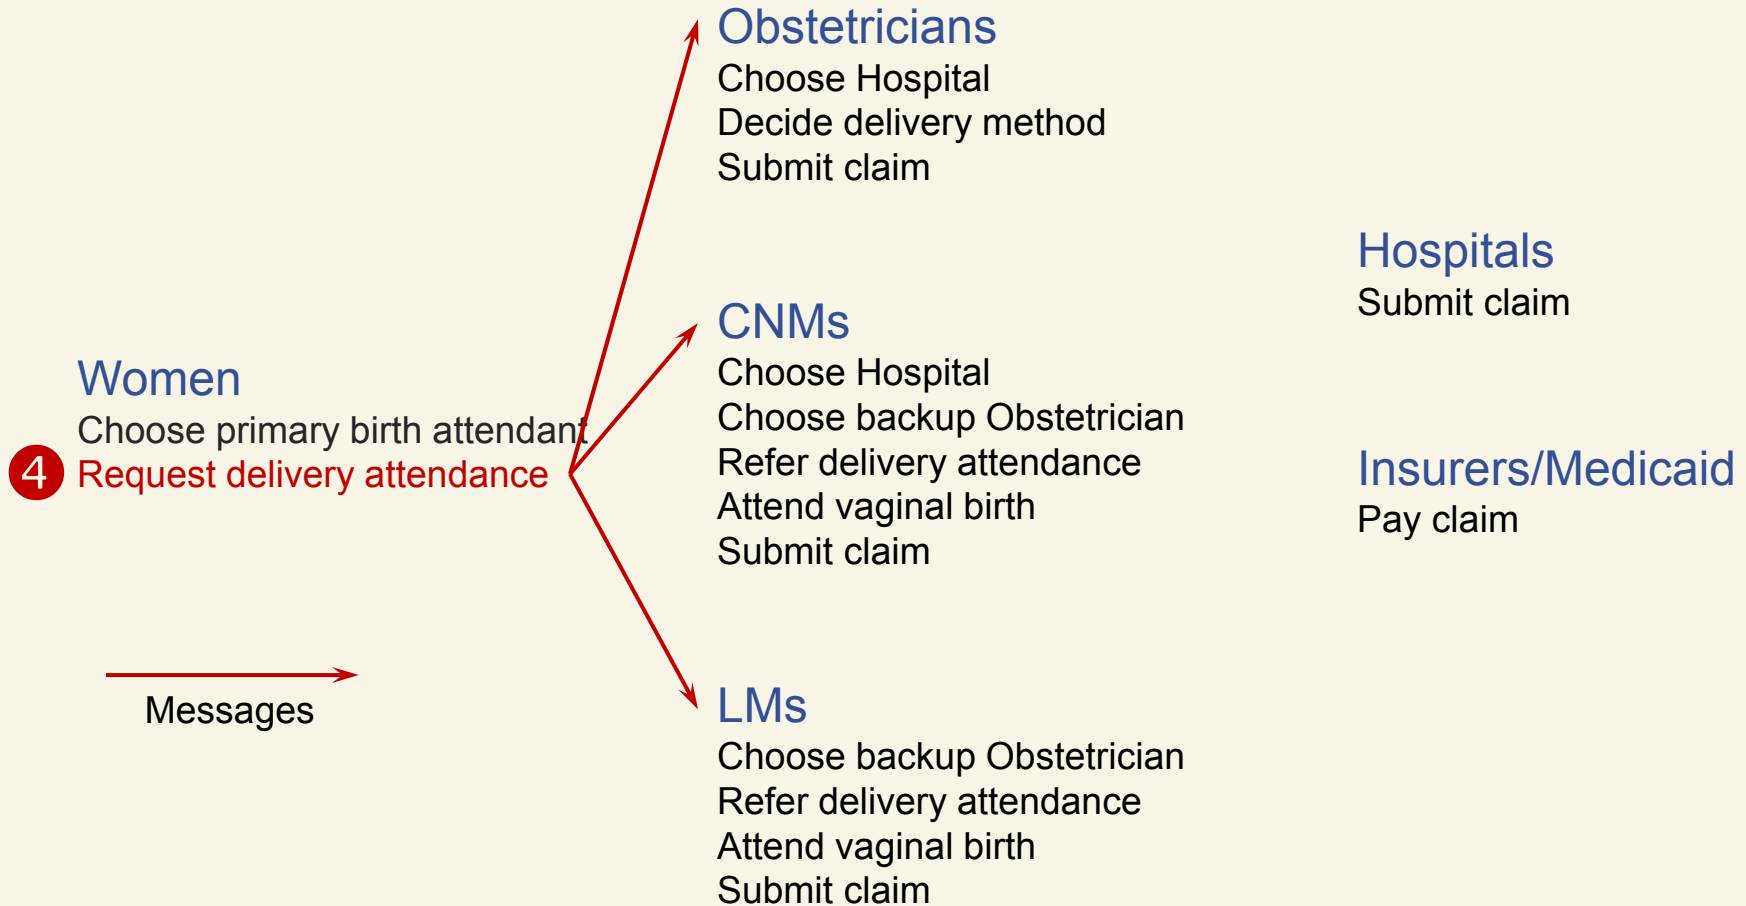 Obstetricians
Choose Hospital
Decide delivery method
Submit claim
Hospitals
Submit claim
CNMs
Choose Hospital
Choose backup Obstetrician
Refer delivery attendance
Attend vaginal birth
Submit claim
Women
Choose primary birth attendant
4 Request delivery attendance
Insurers/Medicaid
Pay claim
Messages
LMs
Choose backup Obstetrician
Refer delivery attendance
Attend vaginal birth
Submit claim